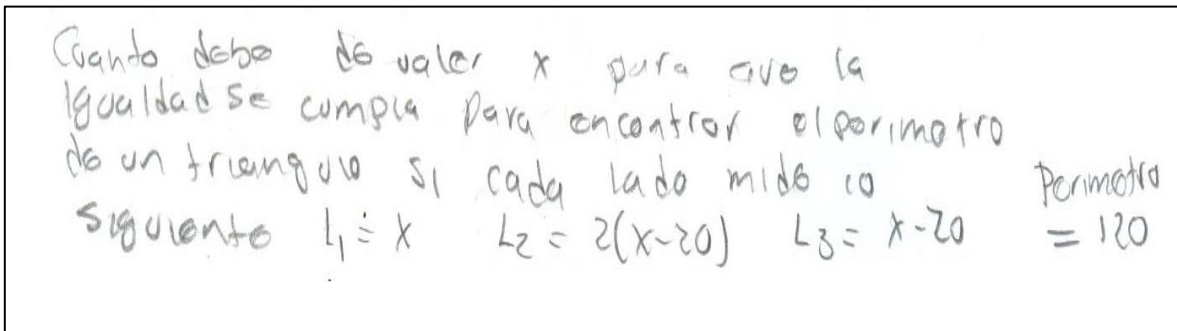 Cuanto debe de valer x para que la
igualdad se cumpla para encontrar el perimetro
de un triangulo si cada lado mide lo
siguiente L₁ = x L₂ = 2(x-20) L₃ = x-20 Perimetro = 120